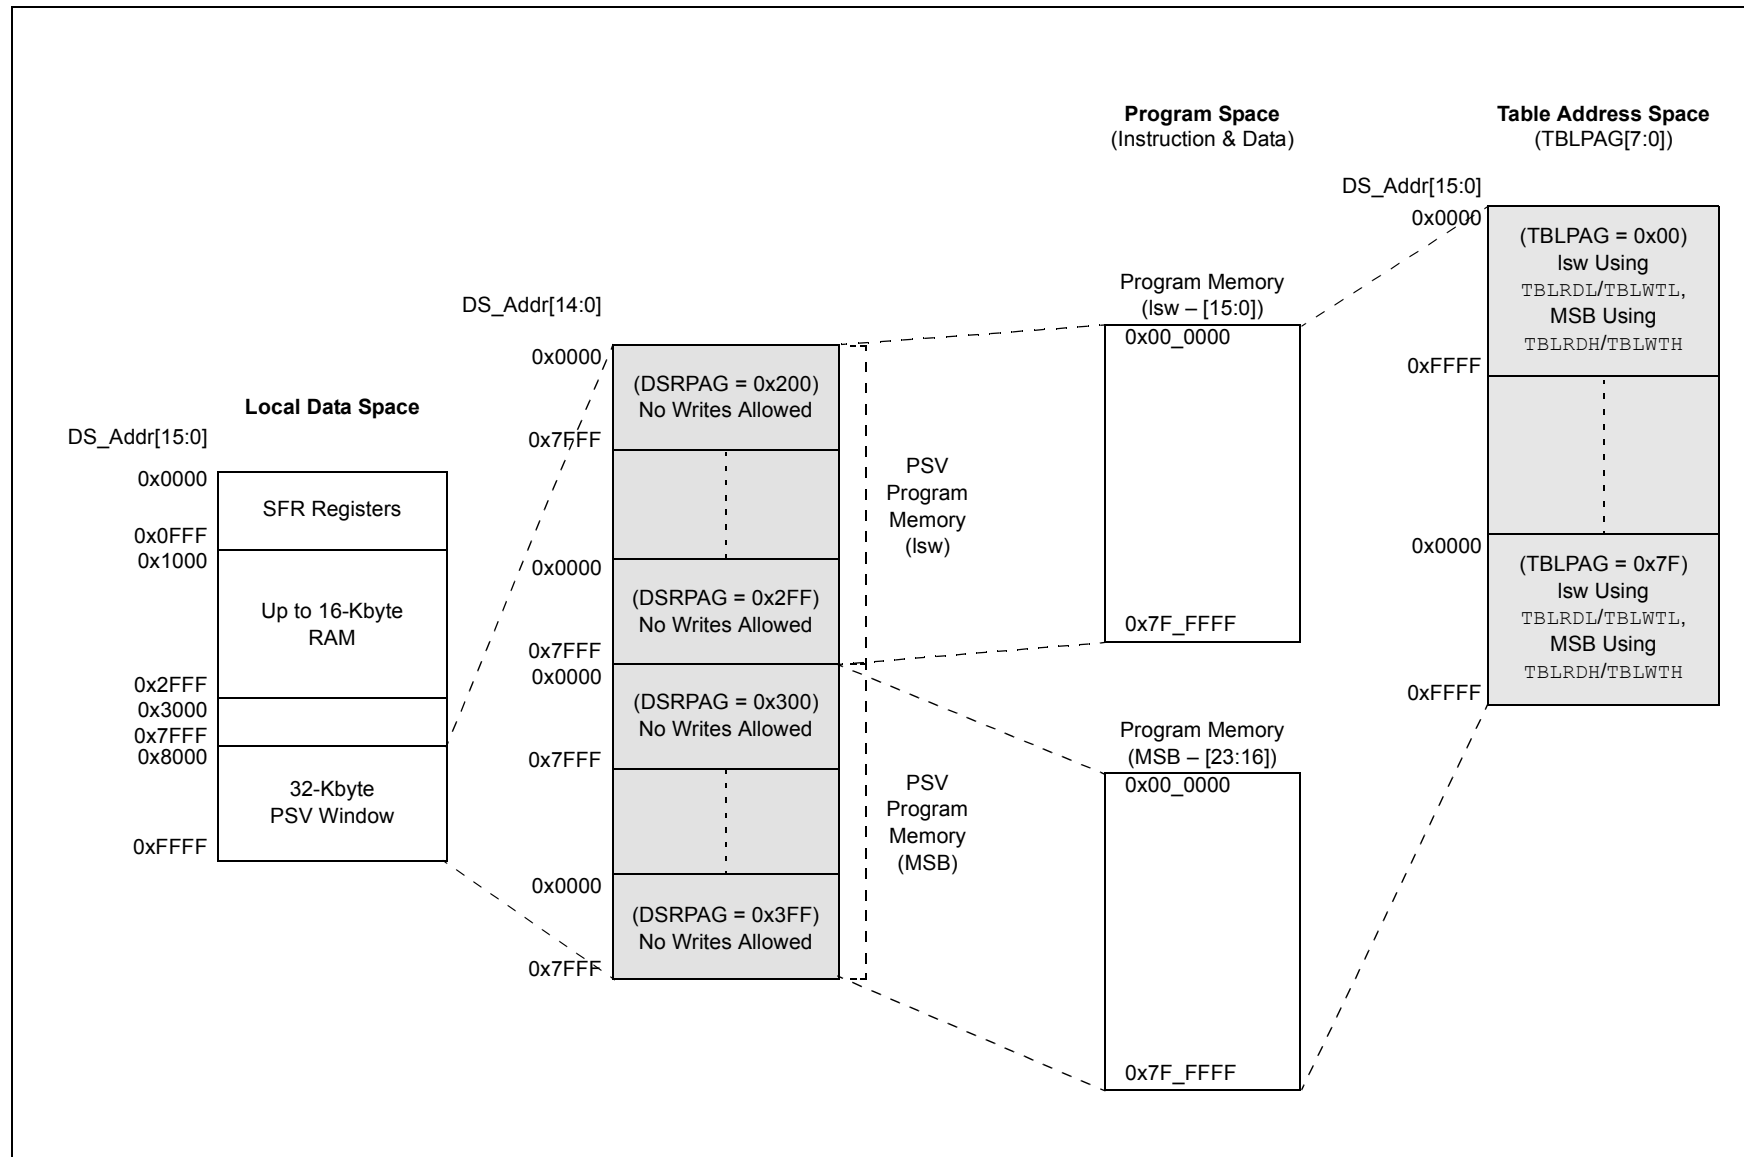 Program Space
(Instruction & Data)
Table Address Space
(TBLPAG[7:0])
DS_Addr[15:0]
0x0000
(TBLPAG = 0x00)
lsw Using
TBLRDL/TBLWTL,
MSB Using
TBLRDH/TBLWTH
0xFFFF
0x0000
(TBLPAG = 0x7F)
lsw Using
TBLRDL/TBLWTL,
MSB Using
TBLRDH/TBLWTH
0xFFFF
Program Memory
(lsw – [15:0])
0x00_0000
0x7F_FFFF
Program Memory
(MSB – [23:16])
0x00_0000
0x7F_FFFF
DS_Addr[14:0]
0x0000
(DSRPAG = 0x200)
No Writes Allowed
0x7FFF
0x0000
(DSRPAG = 0x2FF)
No Writes Allowed
0x7FFF
0x0000
(DSRPAG = 0x300)
No Writes Allowed
0x7FFF
0x0000
(DSRPAG = 0x3FF)
No Writes Allowed
0x7FFF
PSV
Program
Memory
(lsw)
PSV
Program
Memory
(MSB)
Local Data Space
DS_Addr[15:0]
0x0000
SFR Registers
0x0FFF
0x1000
Up to 16-Kbyte
RAM
0x2FFF
0x3000
0x7FFF
0x8000
32-Kbyte
PSV Window
0xFFFF